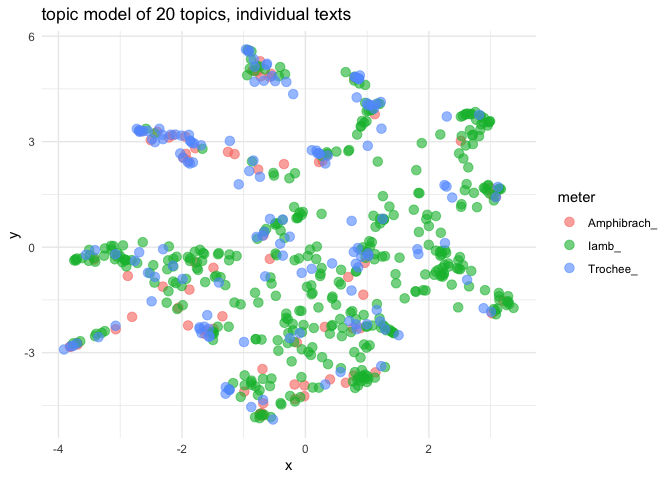 topic model of 20 topics, individual texts
6
3
0
-3
y
-4
-2
0
2
x
meter
Amphibrach_
Iamb_
Trochee_